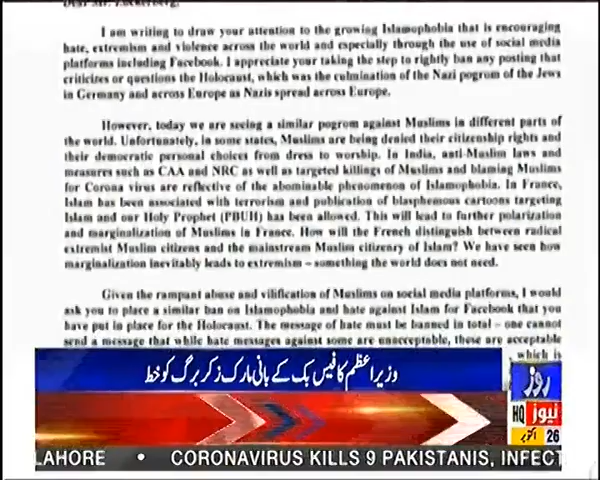 Dear Mr. Zuckerberg,
I am writing to draw your attention to the growing Islamophobia that is encouraging
hate, extremism and violence across the world and especially through the use of social media
platforms including Facebook. I appreciate your taking the step to rightly ban any posting that
criticizes or questions the Holocaust, which was the culmination of the Nazi pogrom of the Jews
in Germany and across Europe as Nazis spread across Europe.
However, today we are seeing a similar pogrom against Muslims in different parts of
the world. Unfortunately, in some states, Muslims are being denied their citizenship rights and
their democratic personal choices from dress to worship. In India, anti-Muslim laws and
measures such as CAA and NRC as well as targeted killings of Muslims and blaming Muslims
for Corona virus are reflective of the abominable phenomenon of Islamophobia. In France,
Islam has been associated with terrorism and publication of blasphemous cartoons targeting
Islam and our Holy Prophet (PBUH) has been allowed. This will lead to further polarization
and marginalization of Muslims in France. How will the French distinguish between radical
extremist Muslim citizens and the mainstream Muslim citizenry of Islam? We have seen how
marginalization inevitably leads to extremism – something the world does not need.
Given the rampant abuse and vilification of Muslims on social media platforms, I would
ask you to place a similar ban on Islamophobia and hate against Islam for Facebook that you
have put in place for the Holocaust. The message of hate must be banned in total – one cannot
send a message that while hate messages against some are unacceptable, these are acceptable
which is
وزیراعظم کا فیس بک کے بانی مارک زکر برگ کو خط
روز
HQ نیوز
26 اکتوبر
LAHORE • CORONAVIRUS KILLS 9 PAKISTANIS, INFECT